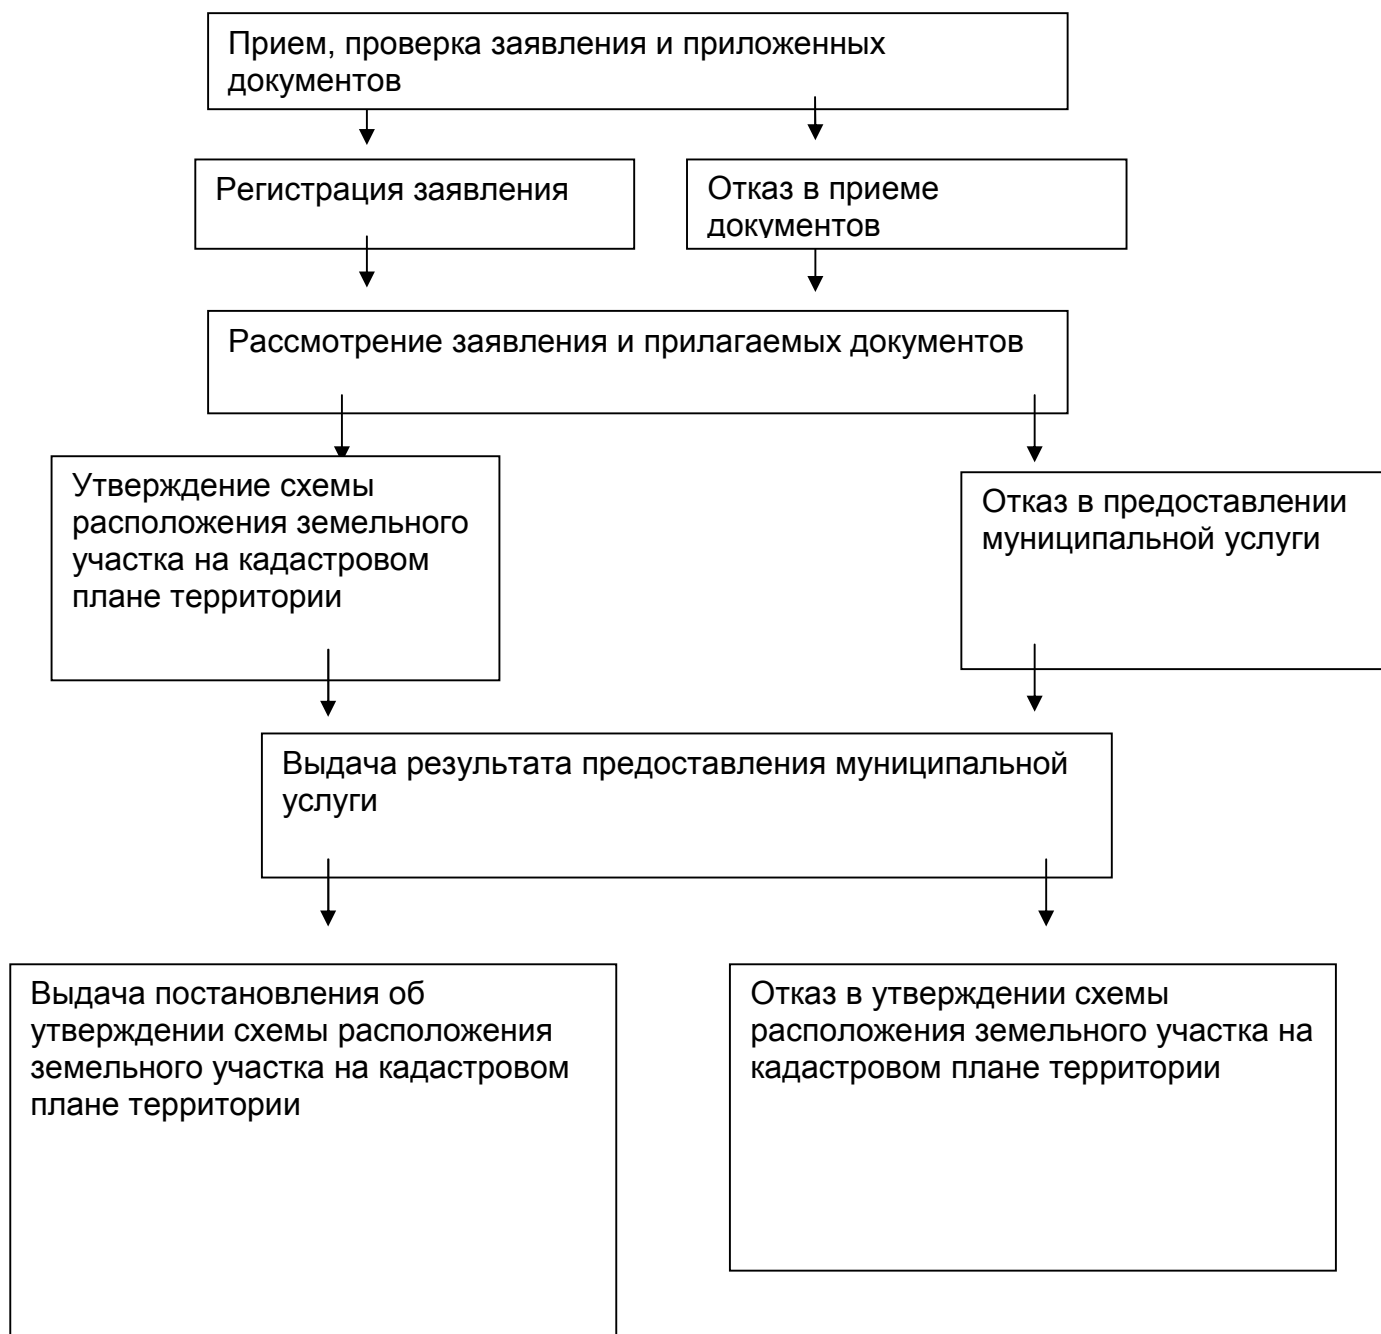 Прием, проверка заявления и приложенных
документов
Регистрация заявления
Отказ в приеме
документов
Рассмотрение заявления и прилагаемых документов
Утверждение схемы
расположения земельного
участка на кадастровом
плане территории
Отказ в предоставлении
муниципальной услуги
Выдача результата предоставления муниципальной
услуги
Выдача постановления об
утверждении схемы расположения
земельного участка на кадастровом
плане территории
Отказ в утверждении схемы
расположения земельного участка на
кадастровом плане территории